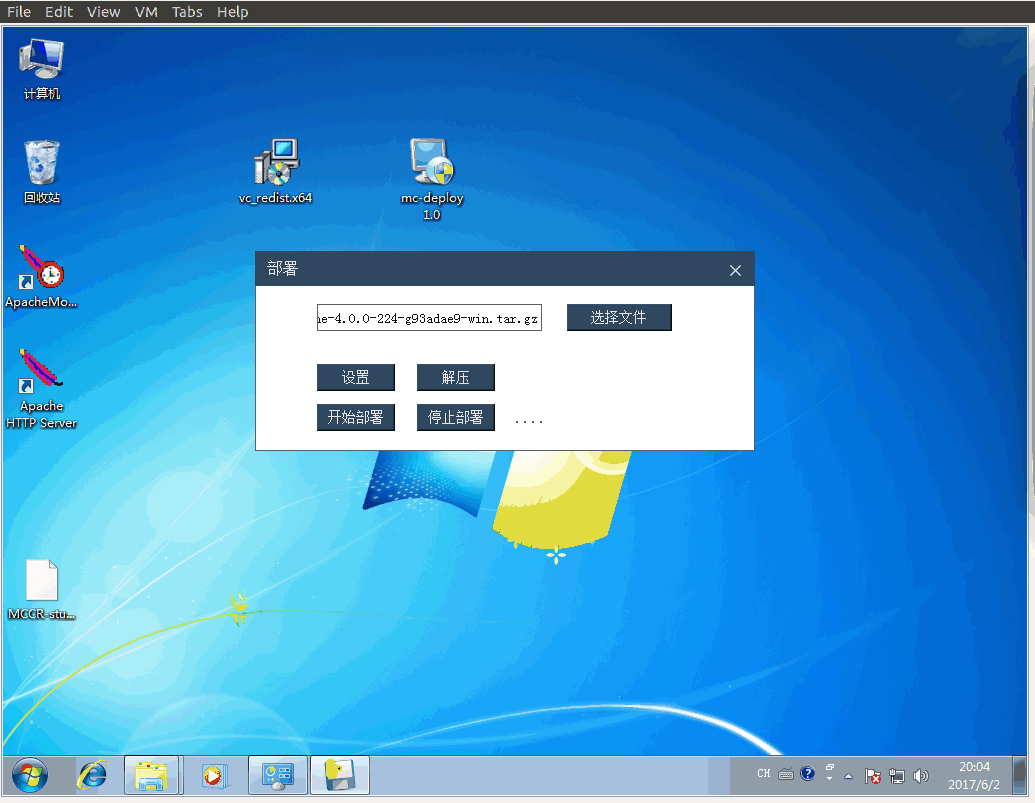 File Edit View VM Tabs Help
计算机
回收站
vc_redist.x64
mc-deploy
1.0
ApacheMo...
Apache
HTTP Server
MCCR-stu...
部署
e-4.0.0-224-g93adae9-win.tar.gz
选择文件
设置 解压
开始部署 停止部署 ....
CH
20:04
2017/6/2